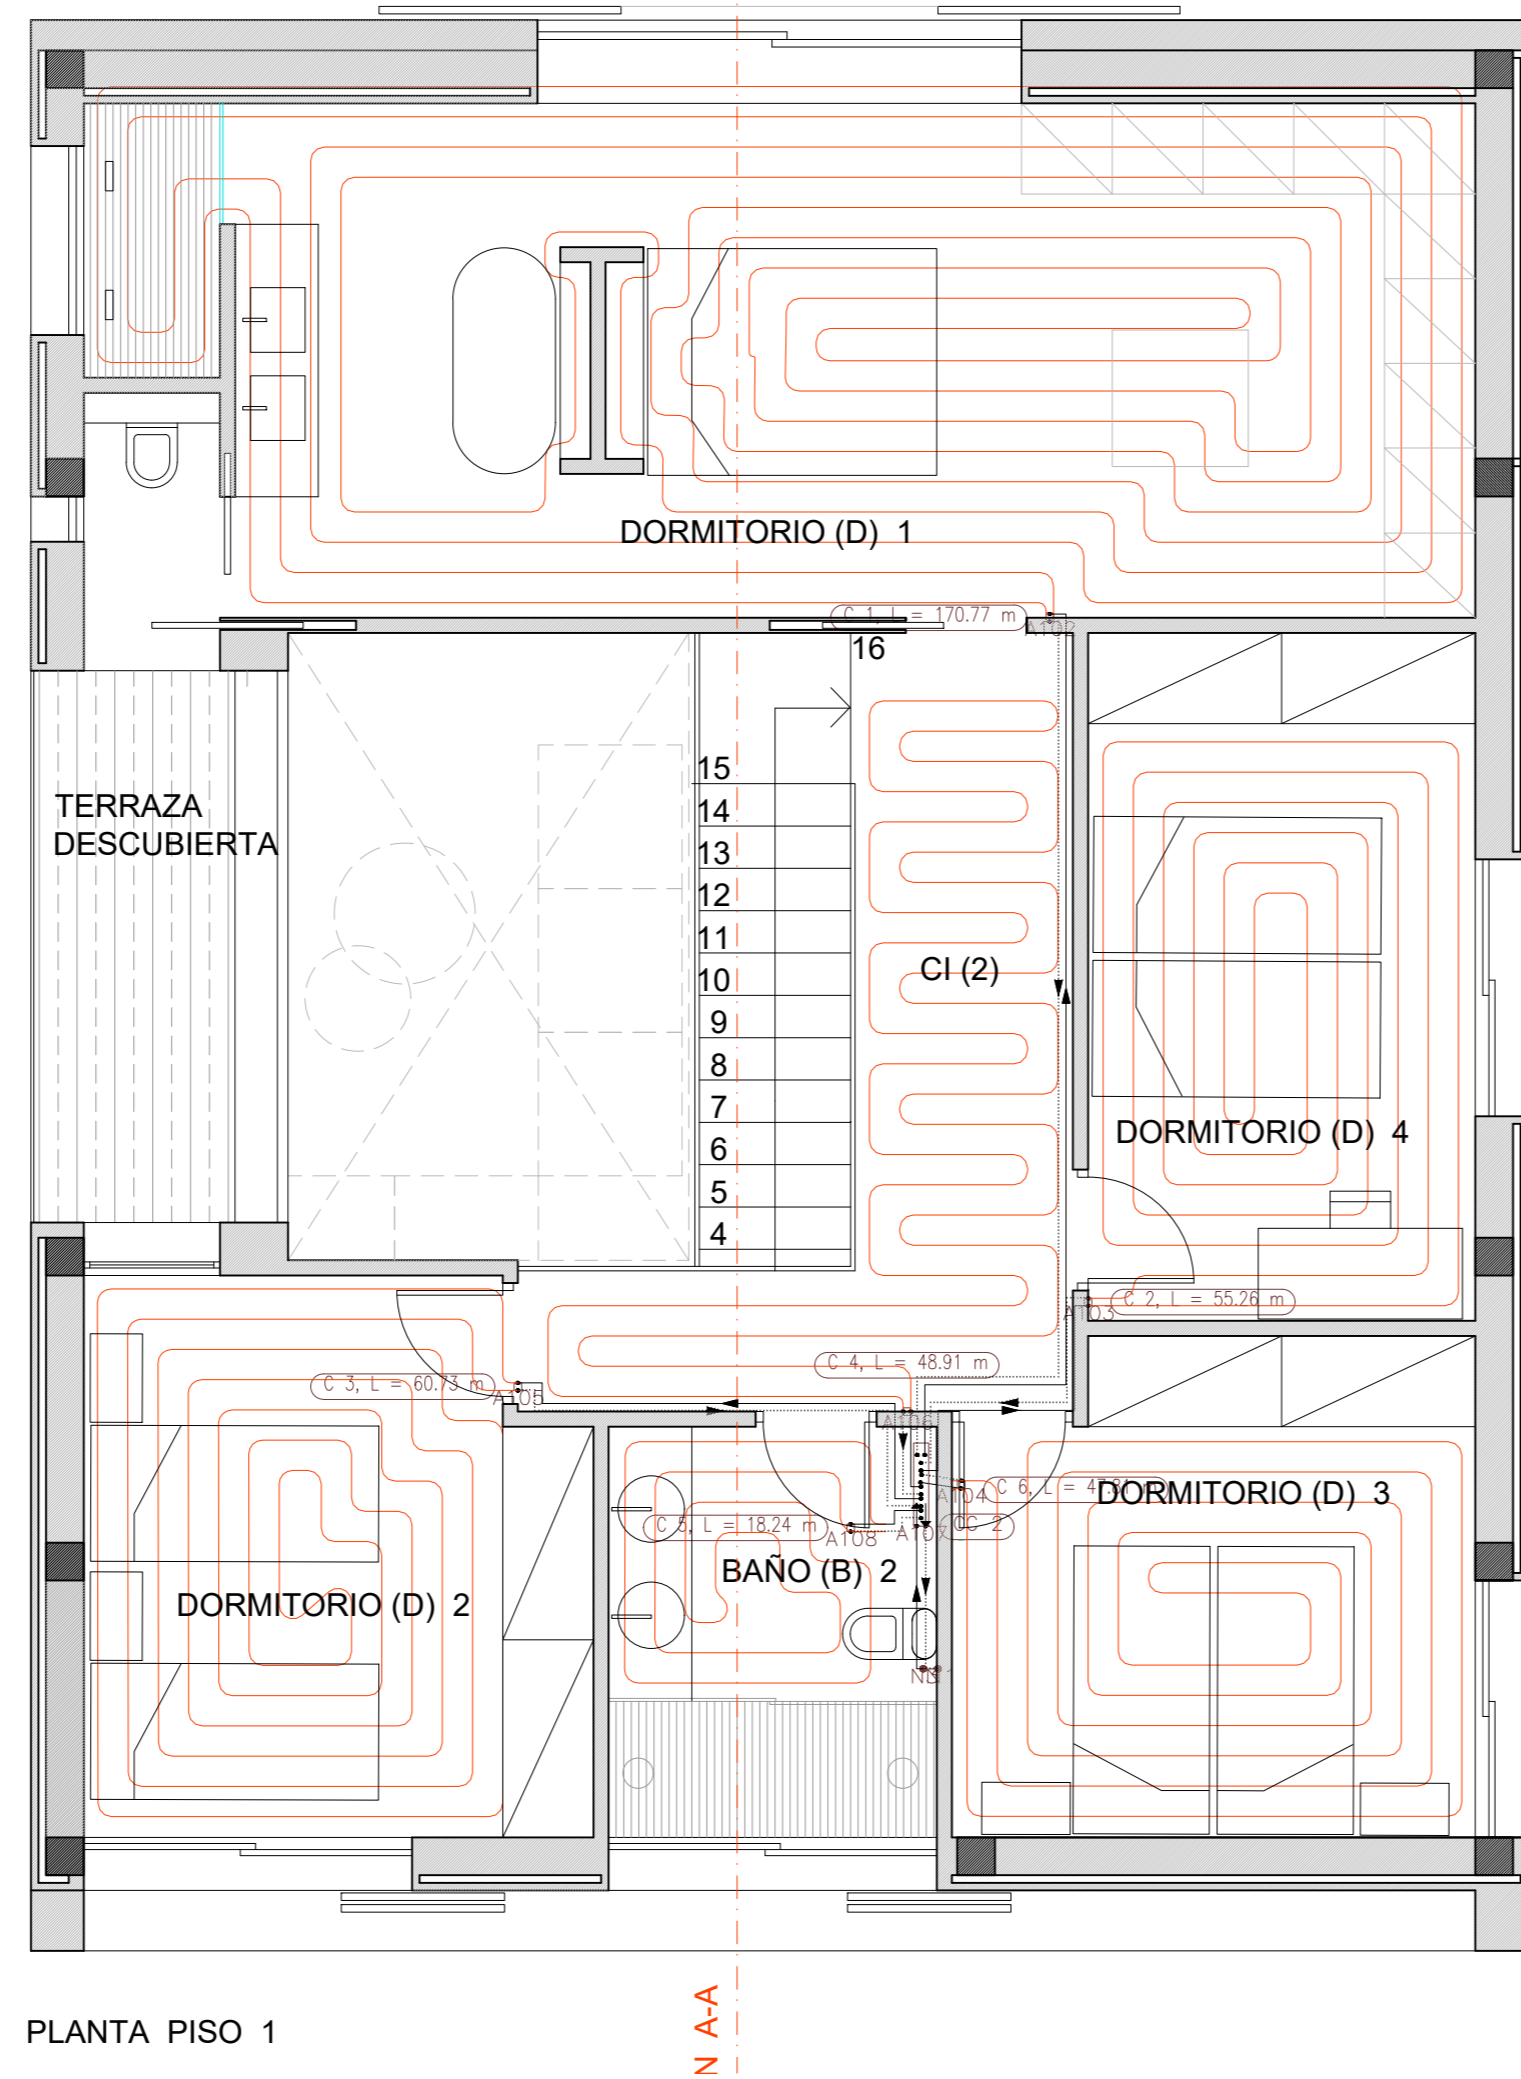 DORMITORIO (D) 1
C 1, L = 170.77 m
A102
16
15
TERRAZA
DESCUBIERTA
14
13
12
11
CI (2)
10
9
8
7
DORMITORIO (D) 4
6
5
4
C 2, L = 55.26 m
A103
C 4, L = 48.91 m
C 3, L = 60.73 m
A105
A106
C 6, L = 47.81 m
DORMITORIO (D) 3
A104
C 5, L = 18.24 m
A108
A107
CC 2
BAÑO (B) 2
DORMITORIO (D) 2
N A-A
PLANTA PISO 1